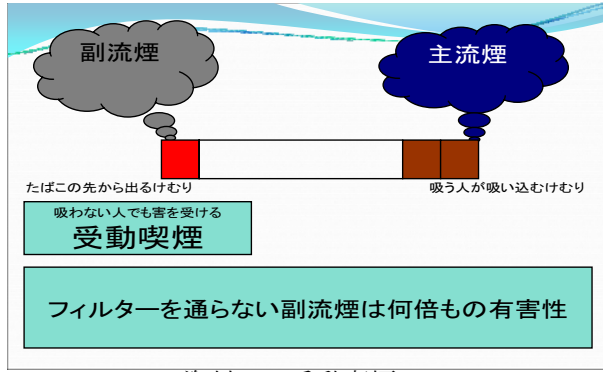 副流煙
主流煙
たばこの先から出るけむり
吸う人が吸い込むけむり
吸わない人でも害を受ける
受動喫煙
フィルターを通らない副流煙は何倍もの有害性